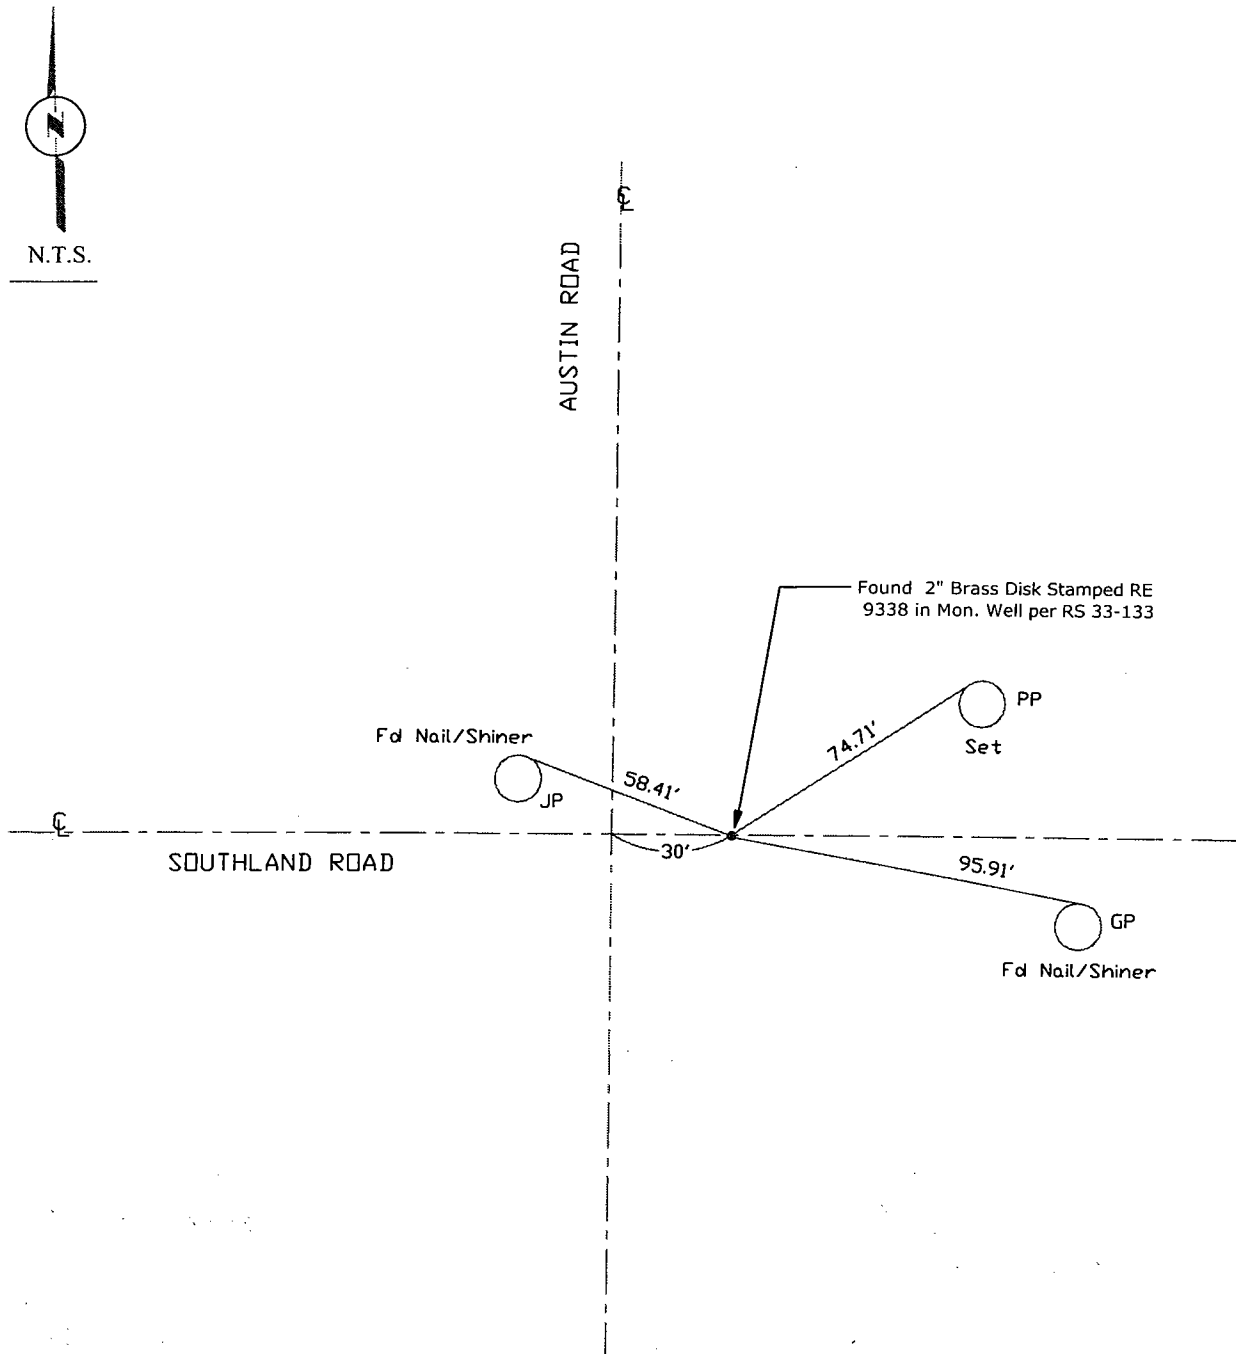 N
N.T.S.
℄
AUSTIN ROAD
Found 2" Brass Disk Stamped RE
9338 in Mon. Well per RS 33-133
PP
Set
74.71'
Fd Nail/Shiner
JP
58.41'
℄
SOUTHLAND ROAD
30'
95.91'
GP
Fd Nail/Shiner